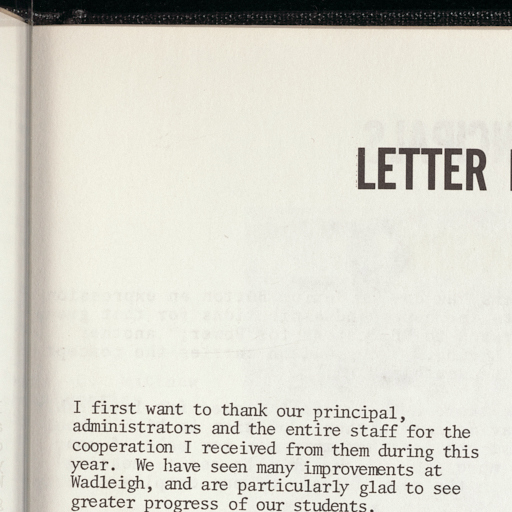 LETTER
I first want to thank our principal,
administrators and the entire staff for the
cooperation I received from them during this
year. We have seen many improvements at
Wadleigh, and are particularly glad to see
greater progress of our students.